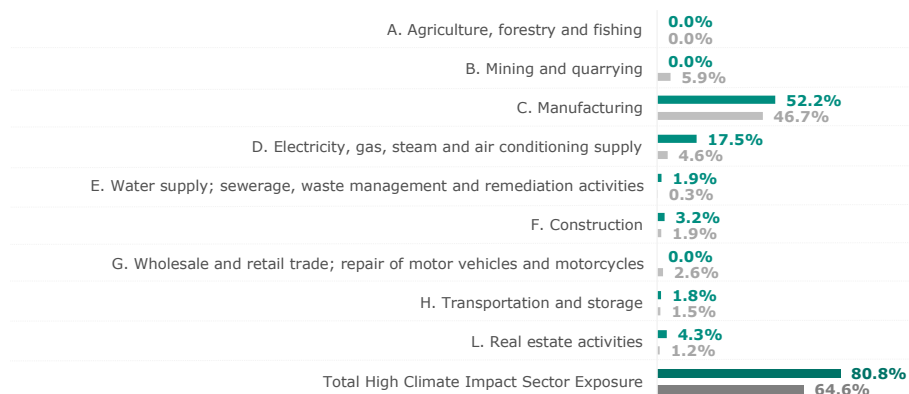 A. Agriculture, forestry and fishing
0.0%
0.0%
B. Mining and quarrying
0.0%
5.9%
C. Manufacturing
52.2%
46.7%
D. Electricity, gas, steam and air conditioning supply
17.5%
4.6%
E. Water supply; sewerage, waste management and remediation activities
1.9%
0.3%
F. Construction
3.2%
1.9%
G. Wholesale and retail trade; repair of motor vehicles and motorcycles
0.0%
2.6%
H. Transportation and storage
1.8%
1.5%
L. Real estate activities
4.3%
1.2%
Total High Climate Impact Sector Exposure
80.8%
64.6%